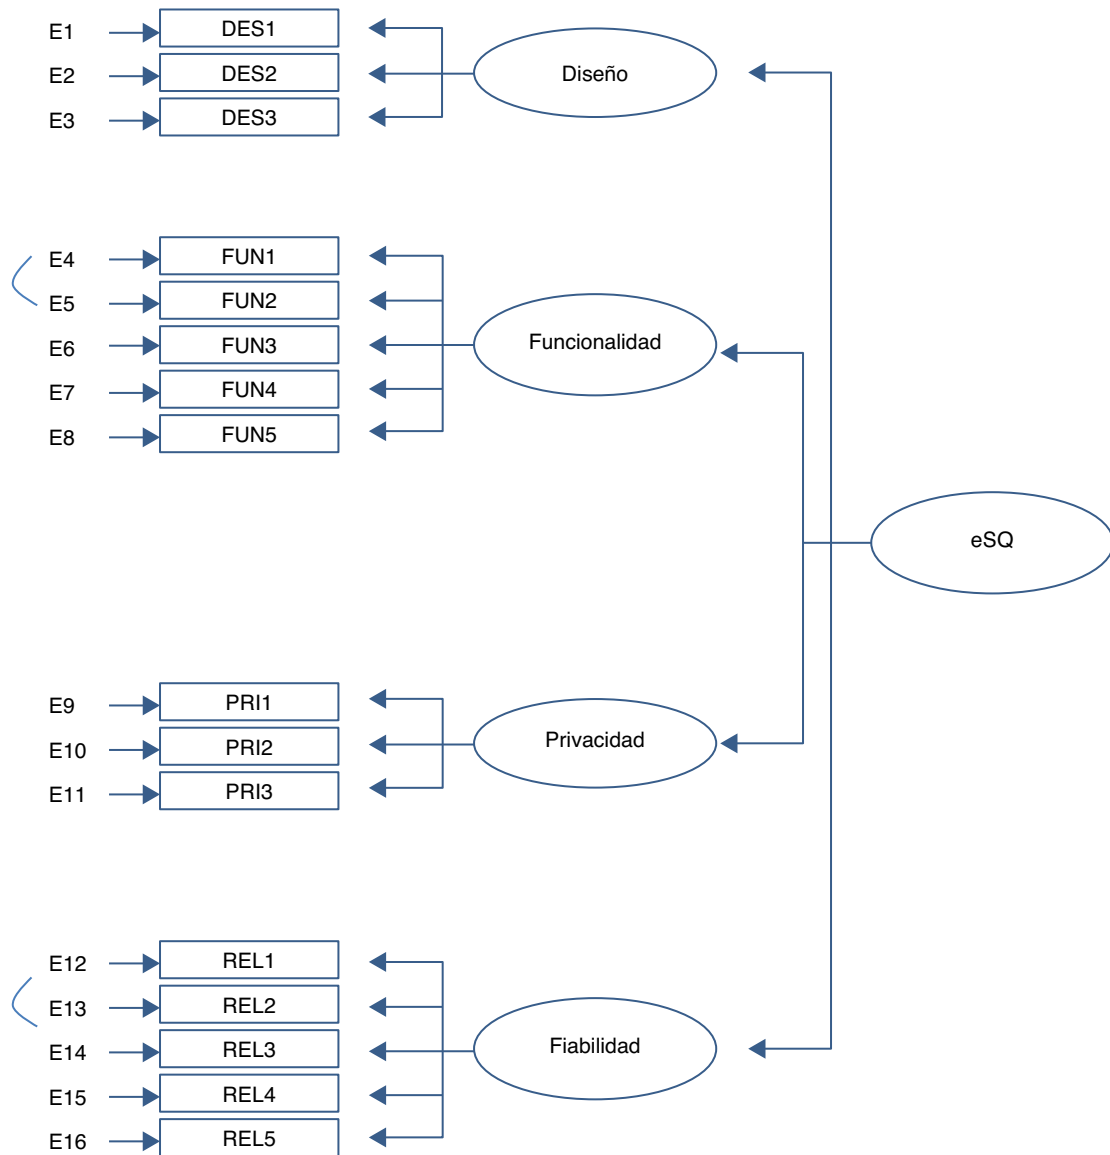 E1 DES1
E2 DES2 Diseño
E3 DES3
E4 FUN1
E5 FUN2
E6 FUN3 Funcionalidad
E7 FUN4
E8 FUN5
eSQ
E9 PRI1
E10 PRI2 Privacidad
E11 PRI3
E12 REL1
E13 REL2
E14 REL3 Fiabilidad
E15 REL4
E16 REL5